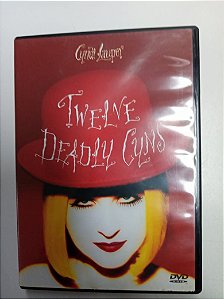 Cyndi Lauper
TWELVE
DEADLY CYNS
DVD